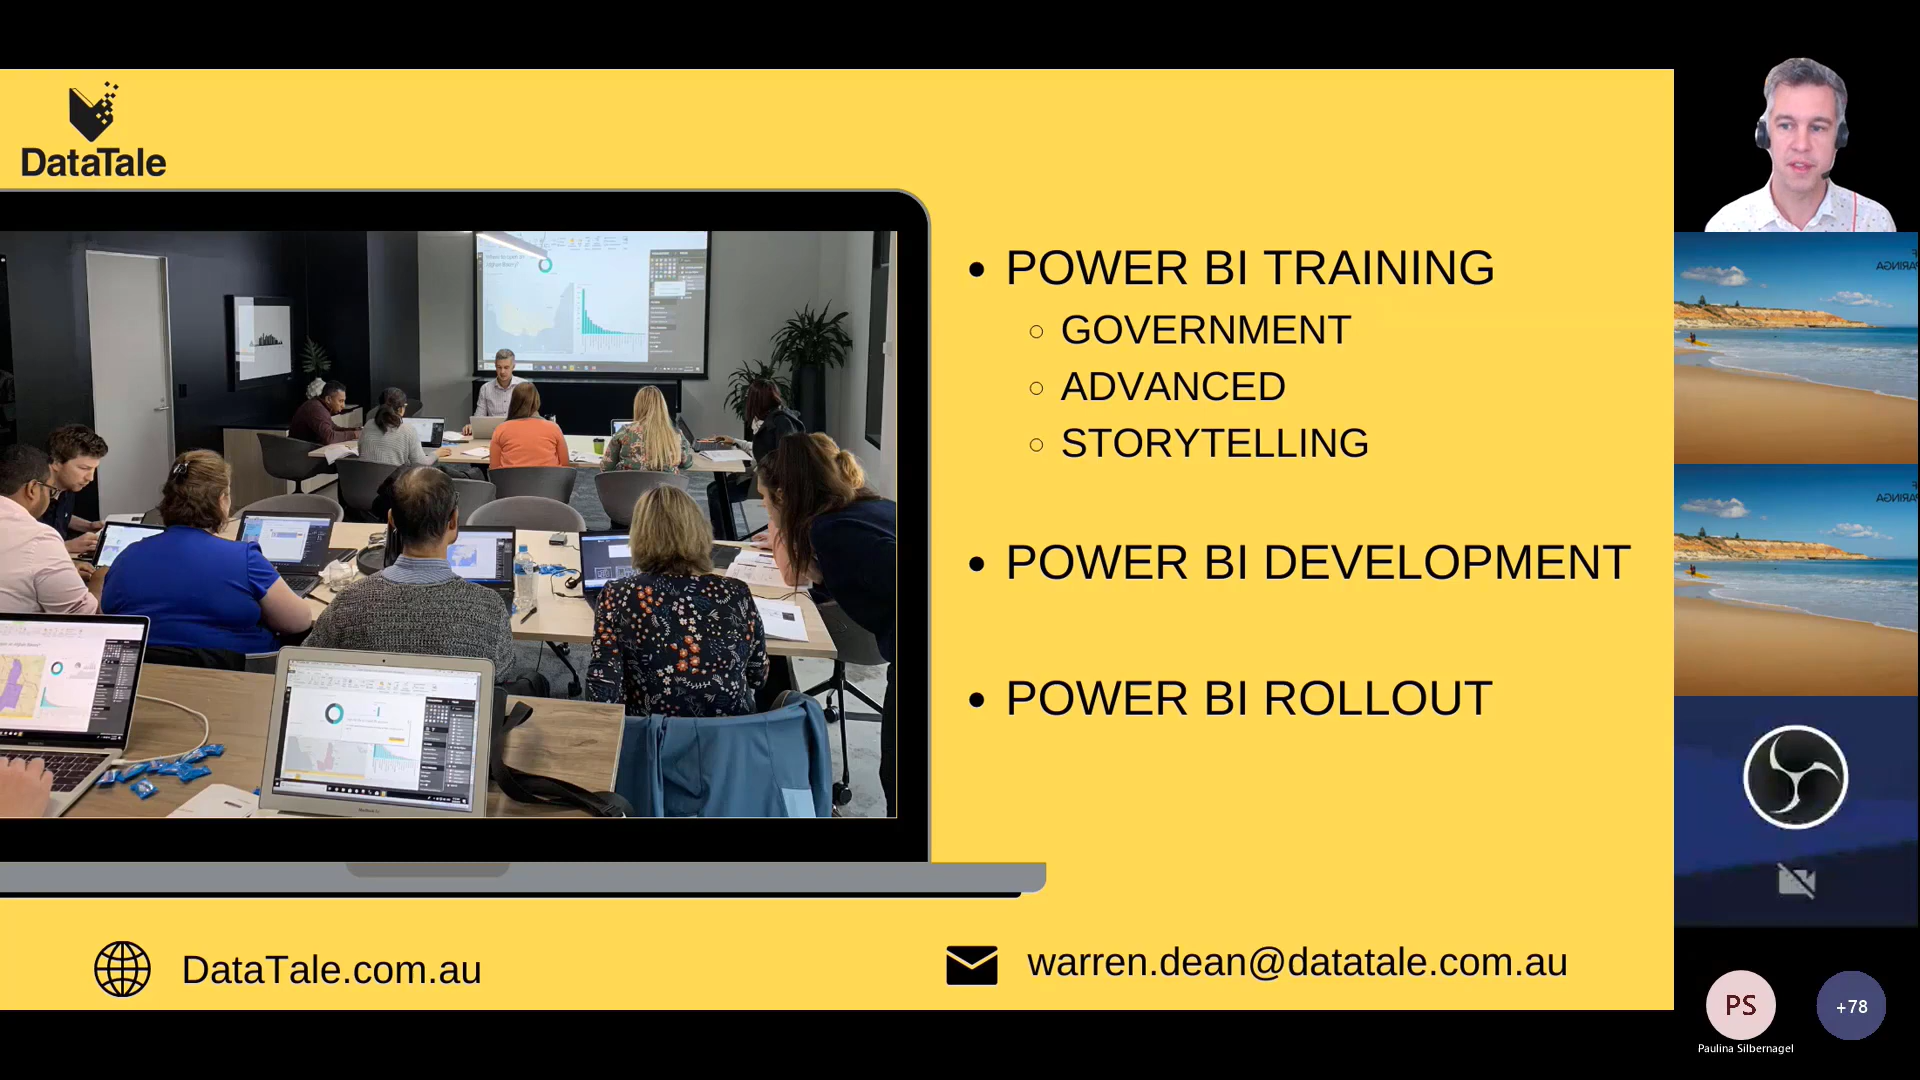 DataTale
POWER BI TRAINING
GOVERNMENT
ADVANCED
STORYTELLING
POWER BI DEVELOPMENT
POWER BI ROLLOUT
DataTale.com.au
warren.dean@datatale.com.au
PS
+78
Paulina Silbernagel